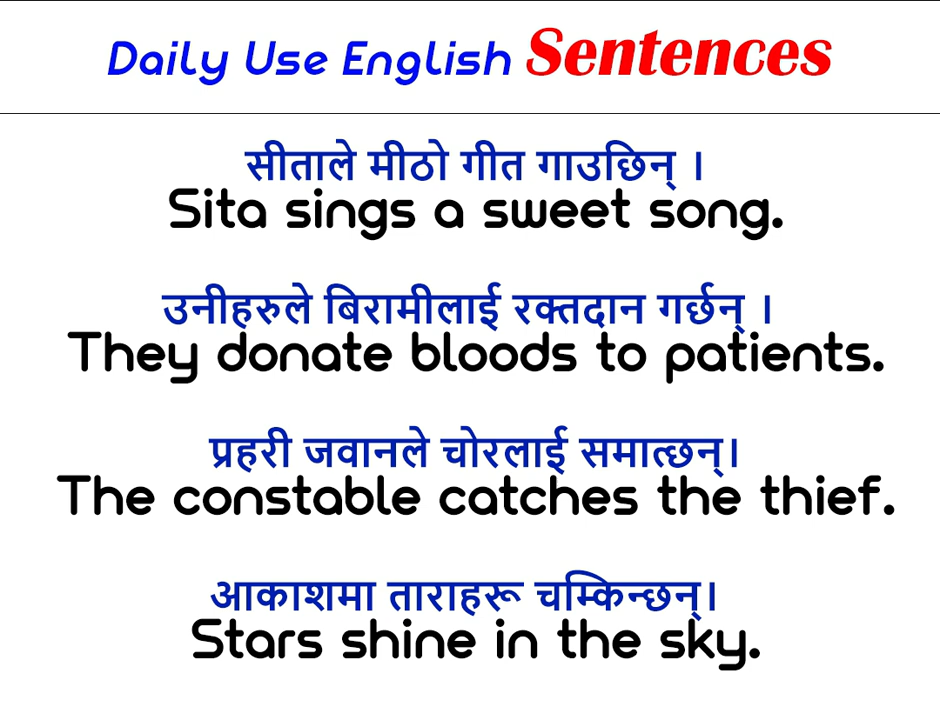 Daily Use English Sentences
सीताले मीठो गीत गाउछिन् ।
Sita sings a sweet song.
उनीहरुले बिरामीलाई रक्तदान गर्छन् ।
They donate bloods to patients.
प्रहरी जवानले चोरलाई समात्छन्।
The constable catches the thief.
आकाशमा ताराहरू चम्किन्छन्।
Stars shine in the sky.